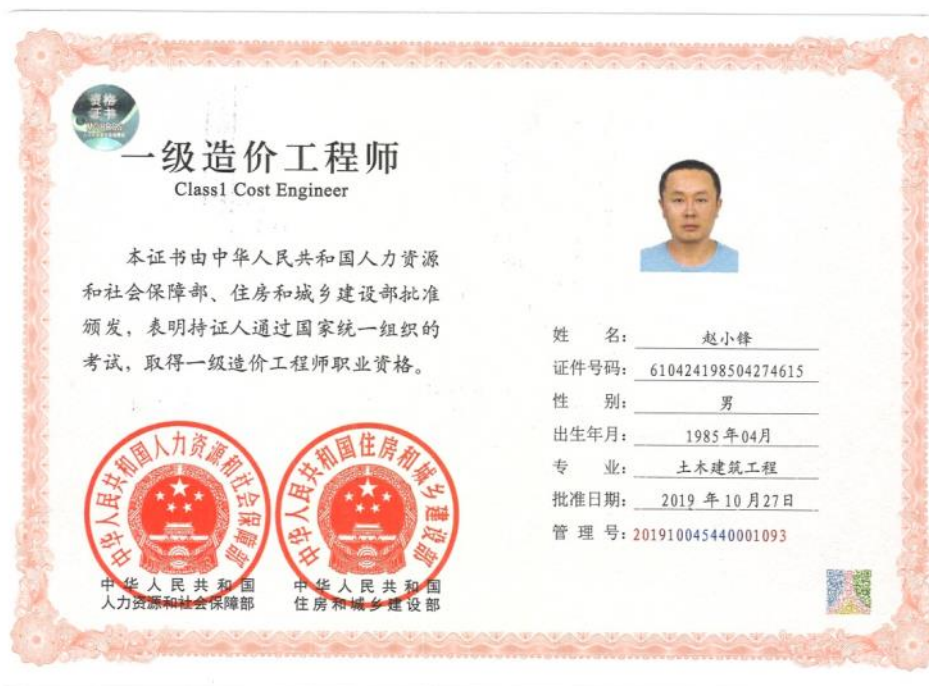 资格
证书
一级造价工程师
Class1 Cost Engineer
本证书由中华人民共和国人力资源
和社会保障部、住房和城乡建设部批准
颁发，表明持证人通过国家统一组织的
考试，取得一级造价工程师职业资格。
姓 名：赵小锋
证件号码：610424198504274615
性 别：男
出生年月：1985年04月
专 业：土木建筑工程
批准日期：2019 年 10 月27日
管 理 号：201910045440001093
中华人民共和国人力资源和社会保障部
中华人民共和国住房和城乡建设部
中华人民共和国
人力资源和社会保障部
中华人民共和国
住房和城乡建设部